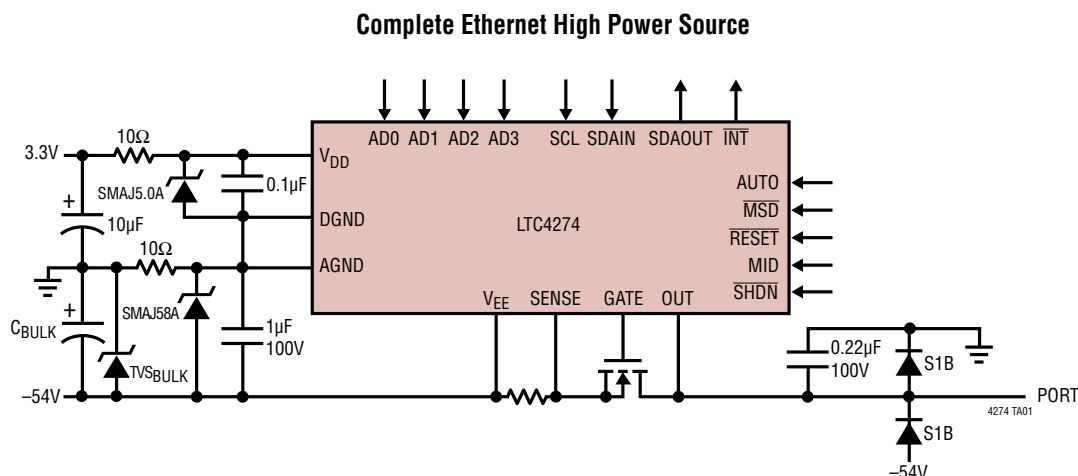 Complete Ethernet High Power Source
AD0 AD1 AD2 AD3 SCL SDAIN SDAOUT INT
3.3V
10Ω
VDD
SMAJ5.0A
0.1µF
+
10µF
DGND
LTC4274
AUTO
MSD
RESET
MID
SHDN
10Ω
AGND
+
CBULK
SMAJ58A
TVSBULK
1µF
100V
VEE SENSE GATE OUT
0.22µF
100V
S1B
–54V
PORT
4274 TA01
S1B
–54V